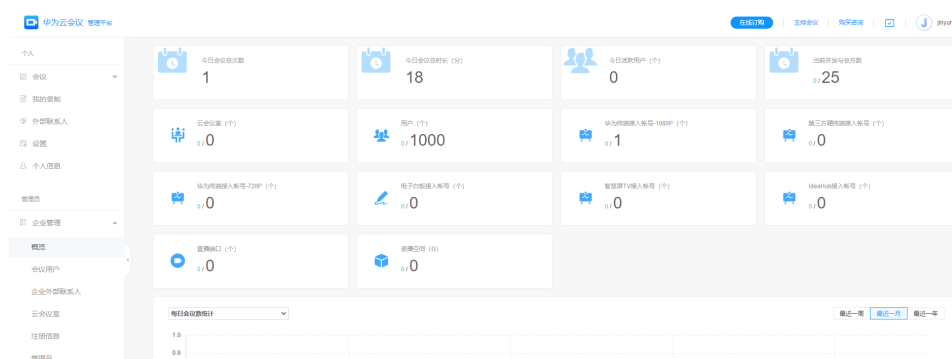 华为云会议 管理平台
在线订购
主持会议
购买咨询
J
jinyun
个人
会议
我的录制
外部联系人
设置
个人信息
管理员
企业管理
概览
会议用户
企业外部联系人
云会议室
注册信息
管理员
今日会议总次数
1
今日会议总时长（分）
18
今日活跃用户（个）
0
当前并发与会方数
0 / 25
云会议室（个）
0 / 0
用户（个）
0 / 1000
华为终端接入帐号-1080P（个）
0 / 1
第三方硬终端接入帐号（个）
0 / 0
华为终端接入帐号-720P（个）
0 / 0
电子白板接入帐号（个）
0 / 0
智慧屏TV接入帐号（个）
0 / 0
IdeaHub接入帐号（个）
0 / 0
直播端口（个）
0 / 0
录播空间（G）
0 / 0
每日会议数统计
最近一周 最近一月 最近一年
1.0
0.9